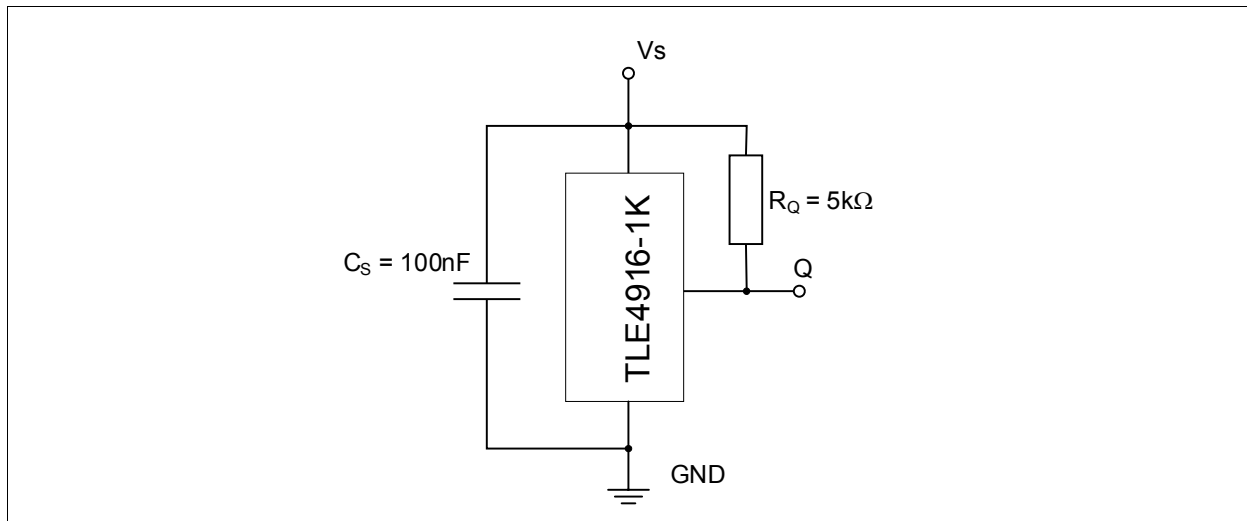 Vs
TLE4916-1K
R_Q = 5kΩ
C_S = 100nF
Q
GND